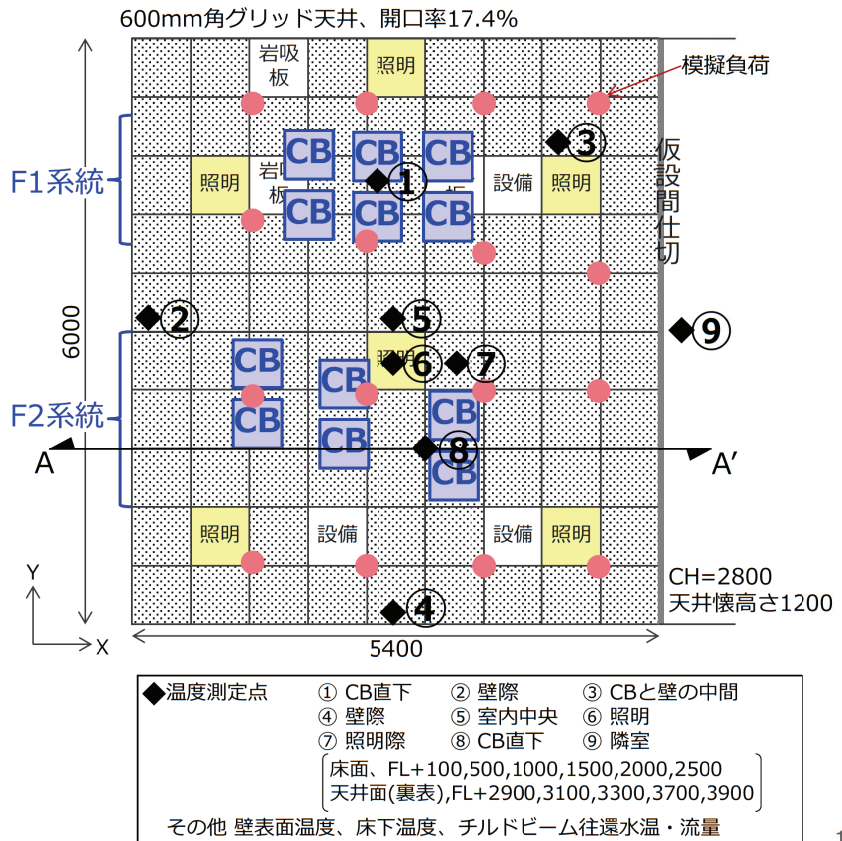 600mm角グリッド天井、開口率17.4%
岩吸
板
照明
模擬負荷
F1系統
CB
CB
CB
③
仮設間仕切
照明
岩吸
板
①
板
設備
照明
CB
CB
CB
6000
②
⑤
⑨
F2系統
CB
CB
照明
⑥
⑦
CB
CB
CB
⑧
CB
A
A’
照明
設備
設備
照明
④
Y
X
CH=2800
天井懐高さ1200
5400
◆温度測定点 ① CB直下 ② 壁際 ③ CBと壁の中間
④ 壁際 ⑤ 室内中央 ⑥ 照明
⑦ 照明際 ⑧ CB直下 ⑨ 隣室
床面、FL+100,500,1000,1500,2000,2500
天井面(裏表),FL+2900,3100,3300,3700,3900
その他 壁表面温度、床下温度、チルドビーム往還水温・流量